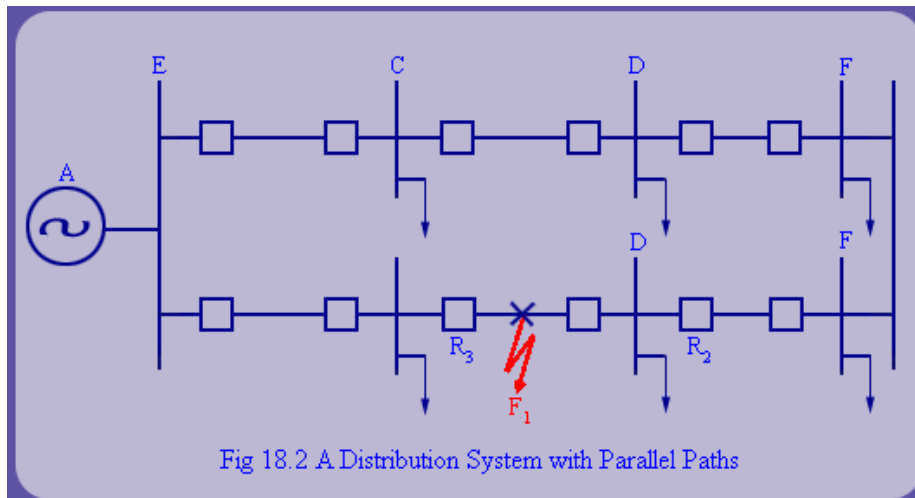 E C D F
A
D F
R3 R2
F1
Fig 18.2 A Distribution System with Parallel Paths